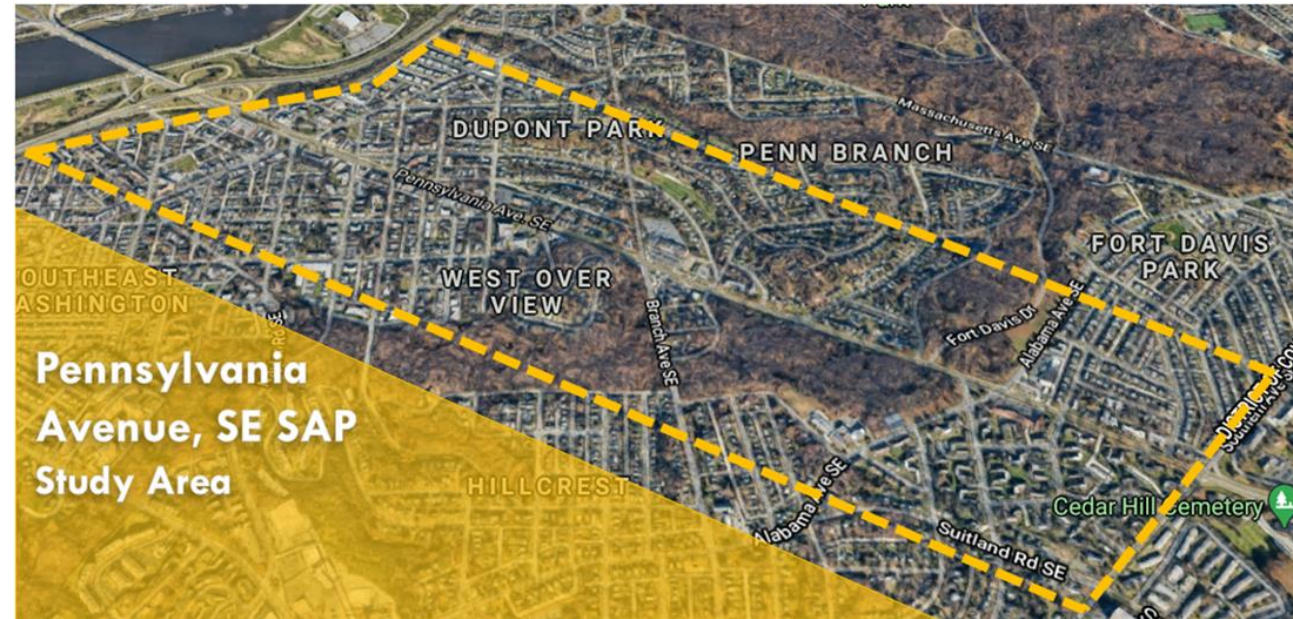 DUPONT PARK
Massachusetts Ave SE
PENN BRANCH
Pennsylvania Ave. SE
FORT DAVIS
PARK
WEST OVER
VIEW
Branch Ave SE
Fort Davis Dr
Alabama Ave SE
SOUTHEAST
WASHINGTON
Pennsylvania
Avenue, SE SAP
Study Area
HILLCREST
Alabama Ave SE
Suitland Rd SE
Cedar Hill Cemetery